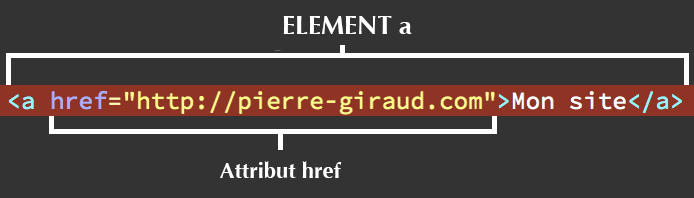 ELEMENT a
<a href="http://pierre-giraud.com">Mon site</a>
Attribut href